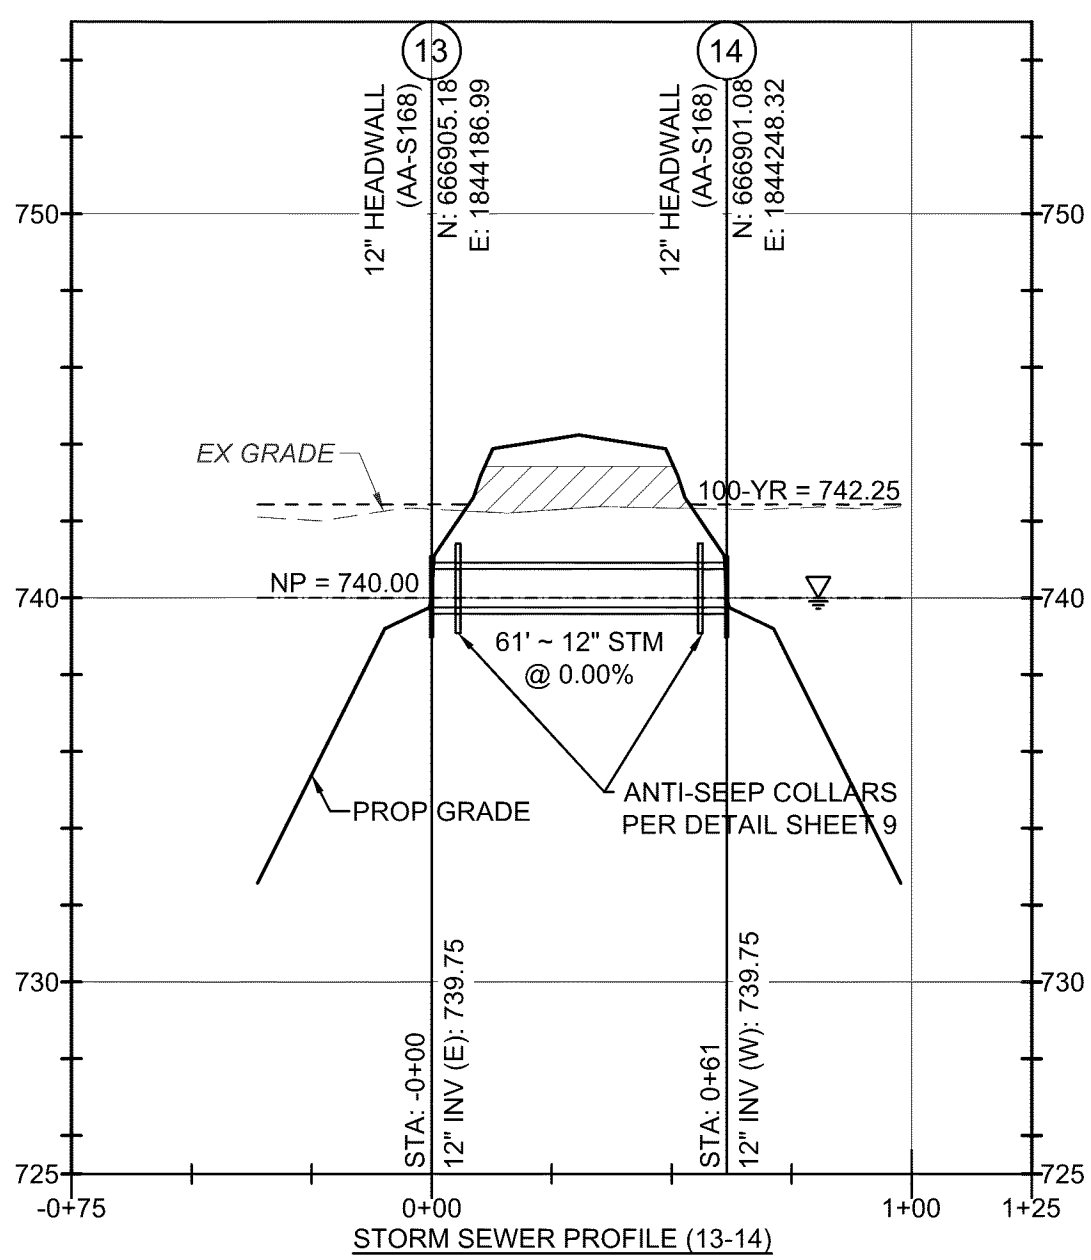 13
14
12" HEADWALL
(AA-S168)
N: 666905.18
E: 1844186.99
12" HEADWALL
(AA-S168)
N: 666901.08
E: 1844248.32
750
750
EX GRADE
100-YR = 742.25
NP = 740.00
740
740
61' ~ 12" STM
@ 0.00%
ANTI-SEEP COLLARS
PER DETAIL SHEET 9
PROP GRADE
730
730
STA: -0+00
12" INV (E): 739.75
STA: 0+61
12" INV (W): 739.75
725
725
-0+75
0+00
1+00
1+25
STORM SEWER PROFILE (13-14)